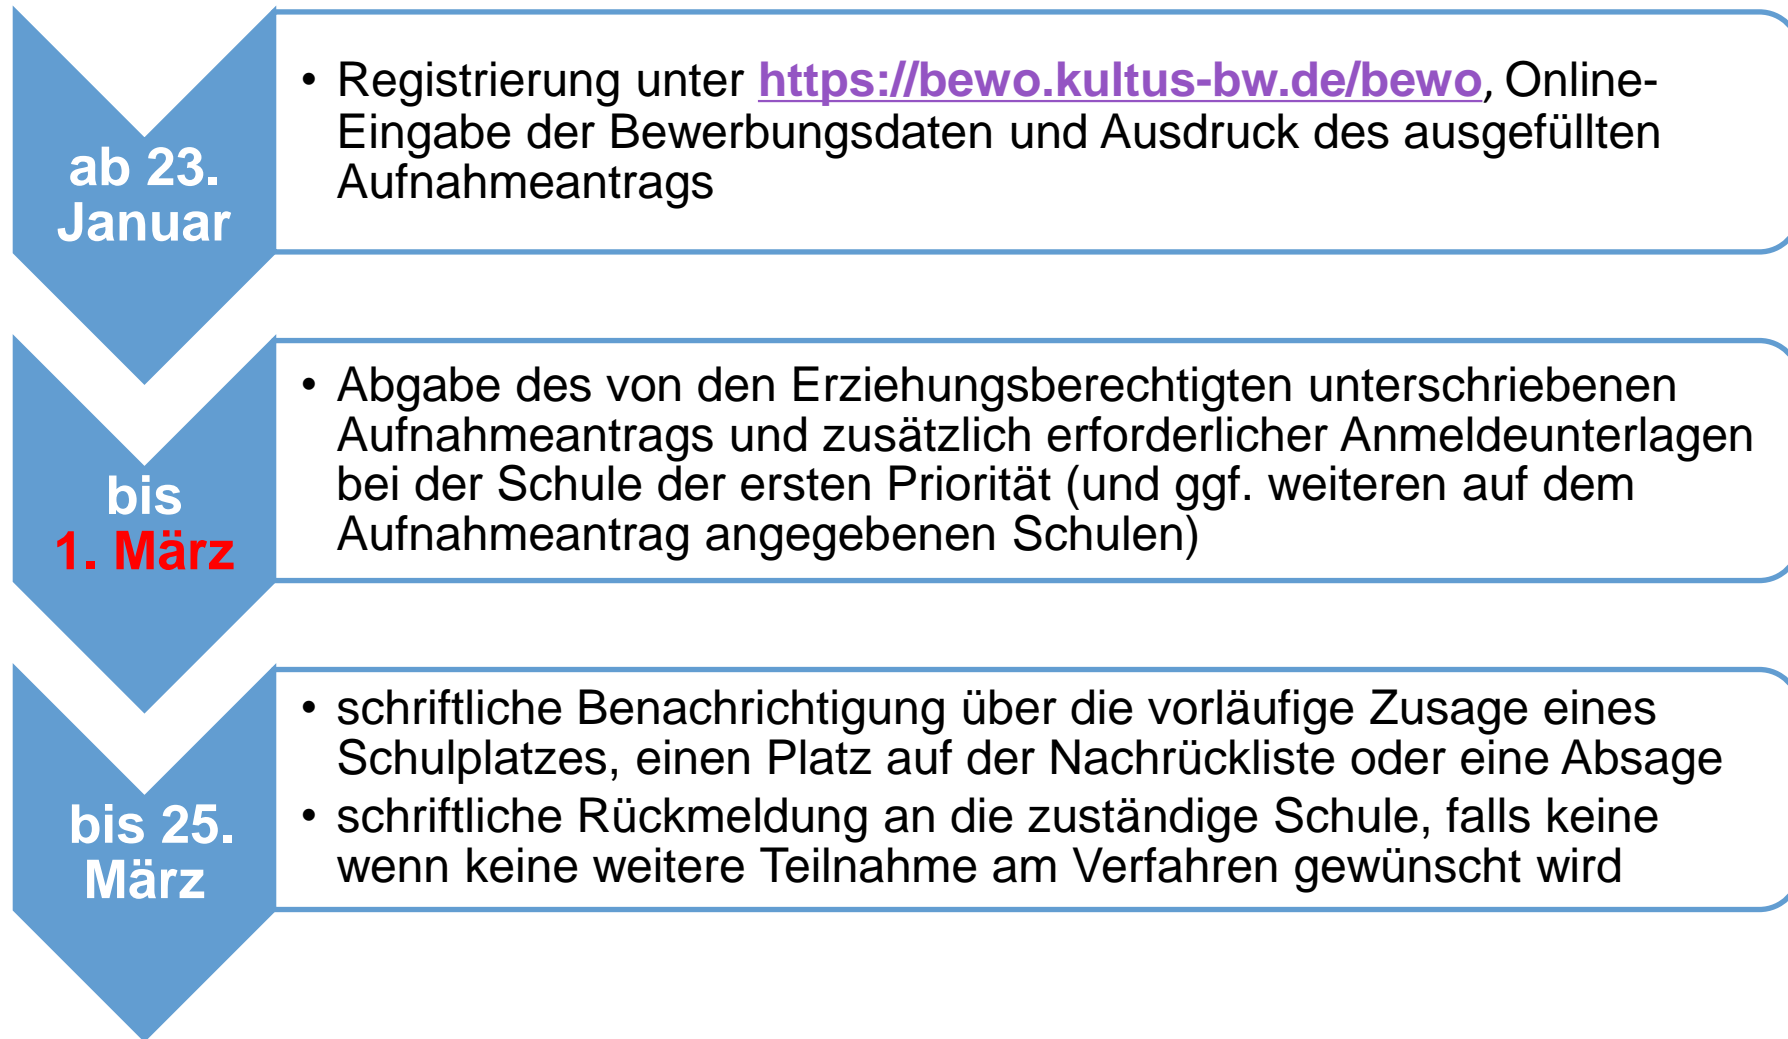 ab 23.
Januar
• Registrierung unter https://bewo.kultus-bw.de/bewo, Online-
Eingabe der Bewerbungsdaten und Ausdruck des ausgefüllten
Aufnahmeantrags
bis
1. März
• Abgabe des von den Erziehungsberechtigten unterschriebenen
Aufnahmeantrags und zusätzlich erforderlicher Anmeldeunterlagen
bei der Schule der ersten Priorität (und ggf. weiteren auf dem
Aufnahmeantrag angegebenen Schulen)
bis 25.
März
• schriftliche Benachrichtigung über die vorläufige Zusage eines
Schulplatzes, einen Platz auf der Nachrückliste oder eine Absage
• schriftliche Rückmeldung an die zuständige Schule, falls keine
wenn keine weitere Teilnahme am Verfahren gewünscht wird